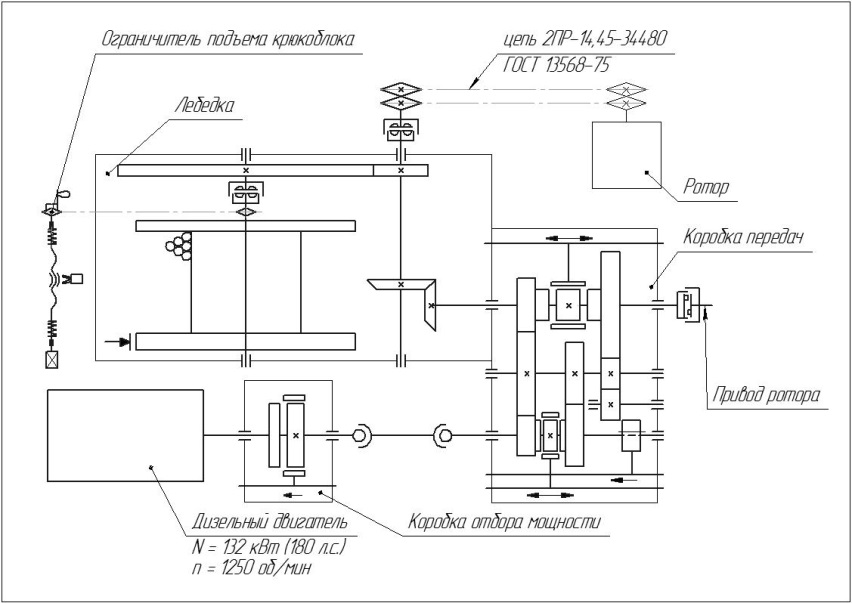 Ограничитель подъема крюкоблока
цепь 2ПР-14,45-34480
ГОСТ 13568-75
Лебедка
Ротор
Коробка передач
Привод ротора
Дизельный двигатель
N = 132 кВт (180 л.с.)
n = 1250 об/мин
Коробка отбора мощности